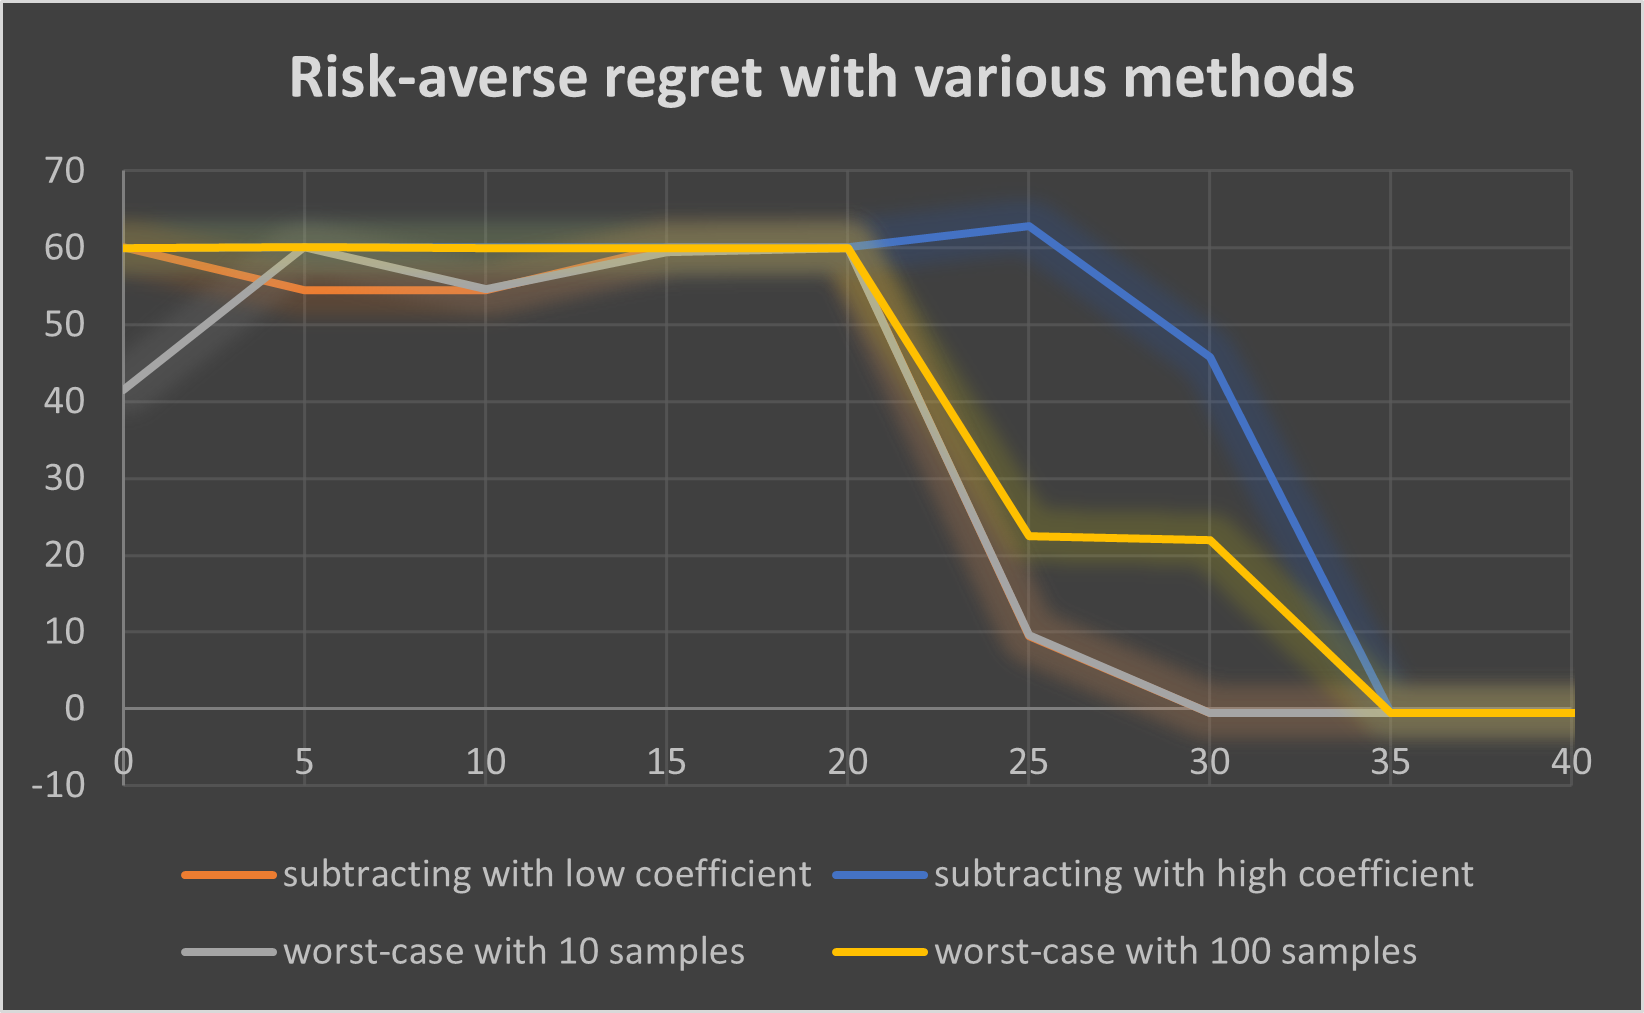 Risk-averse regret with various methods
70
60
50
40
30
20
10
0
-10
0 5 10 15 20 25 30 35 40
subtracting with low coefficient subtracting with high coefficient
worst-case with 10 samples worst-case with 100 samples